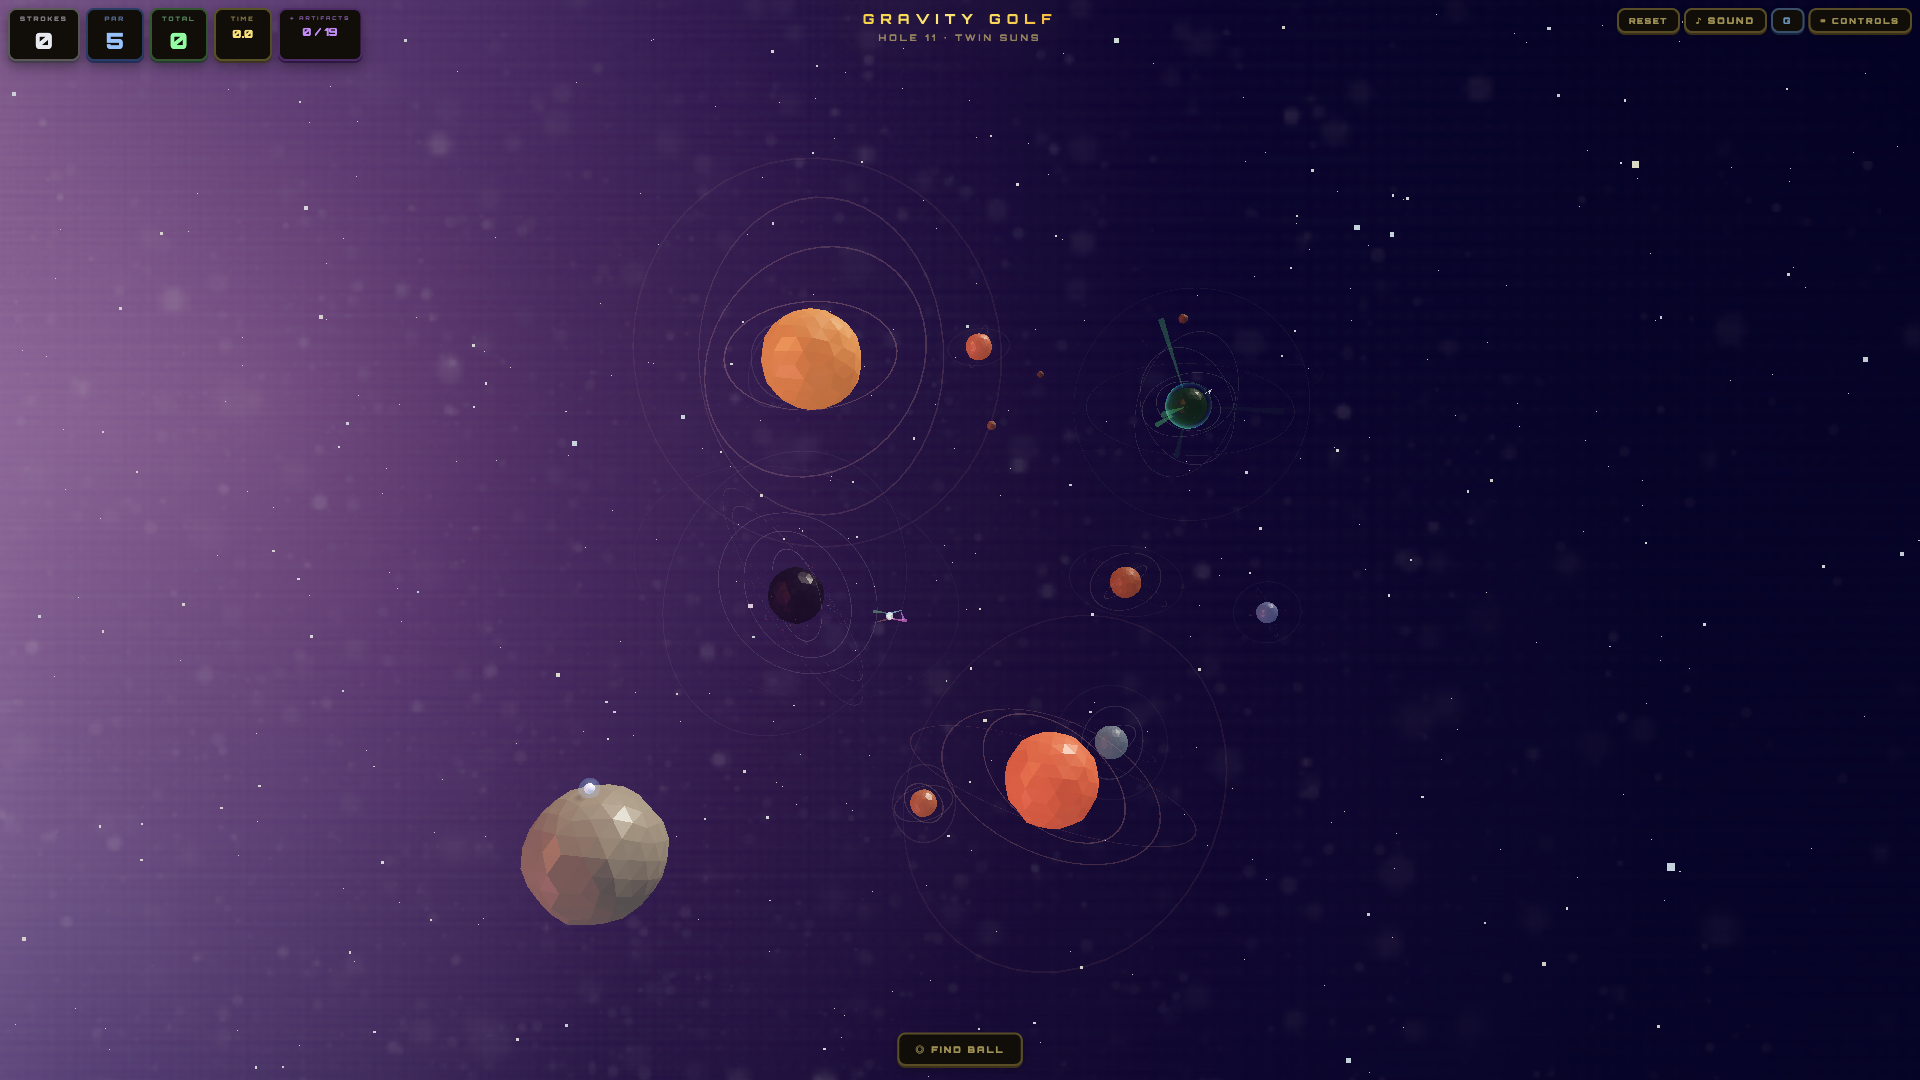 STROKES
0
PAR
5
TOTAL
0
TIME
0.0
ARTIFACTS
0 / 19
GRAVITY GOLF
HOLE 11 · TWIN SUNS
RESET
♪ SOUND
G
CONTROLS
FIND BALL